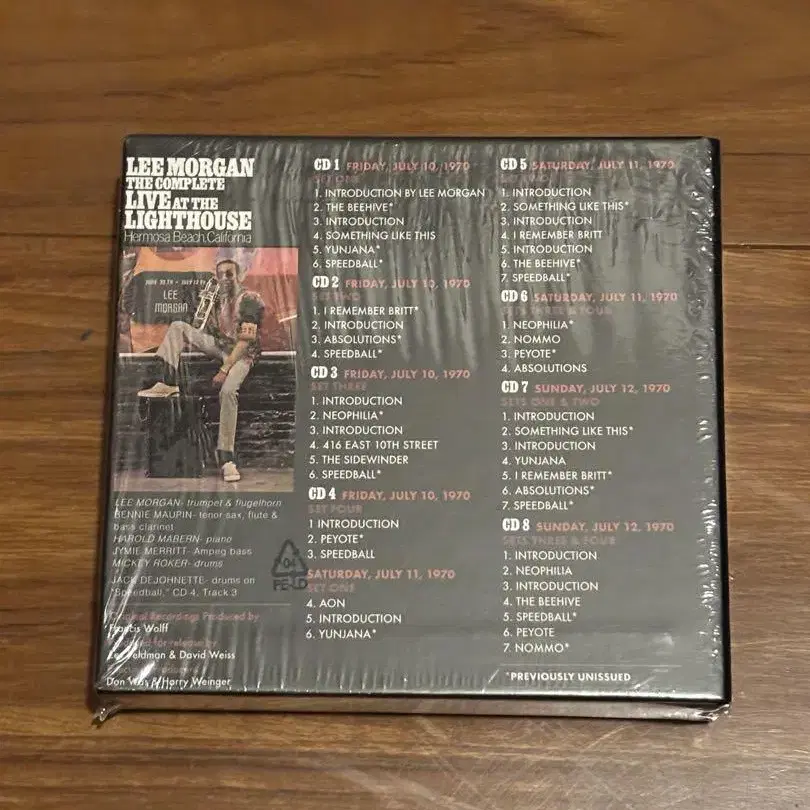 LEE MORGAN
THE COMPLETE
LIVE AT THE
LIGHTHOUSE
Hermosa Beach, California
LEE
MORGAN
LEE MORGAN- trumpet & flugelhorn
BENNIE MAUPIN- tenor sax, flute &
bass clarinet
HAROLD MABERN- piano
JYMIE MERRITT- Ampeg bass
MICKEY ROKER- drums
JACK DEJOHNETTE- drums on
"Speedball," CD 4, Track 3
Original Recordings Produced by
Francis Wolff
for release by
Feldman & David Weiss
Don Was & Harry Weinger
04
PE-LD
CD 1 FRIDAY, JULY 10, 1970
SET ONE
1. INTRODUCTION BY LEE MORGAN
2. THE BEEHIVE*
3. INTRODUCTION
4. SOMETHING LIKE THIS
5. YUNJANA*
6. SPEEDBALL*
CD 2 FRIDAY, JULY 10, 1970
SET TWO
1. I REMEMBER BRITT*
2. INTRODUCTION
3. ABSOLUTIONS*
4. SPEEDBALL*
CD 3 FRIDAY, JULY 10, 1970
SET THREE
1. INTRODUCTION
2. NEOPHILIA*
3. INTRODUCTION
4. 416 EAST 10TH STREET
5. THE SIDEWINDER
6. SPEEDBALL*
CD 4 FRIDAY, JULY 10, 1970
SET FOUR
1 INTRODUCTION
2. PEYOTE*
3. SPEEDBALL
SATURDAY, JULY 11, 1970
SET ONE
4. AON
5. INTRODUCTION
6. YUNJANA*
CD 5 SATURDAY, JULY 11, 1970
1. INTRODUCTION
2. SOMETHING LIKE THIS*
3. INTRODUCTION
4. I REMEMBER BRITT
5. INTRODUCTION
6. THE BEEHIVE*
7. SPEEDBALL*
CD 6 SATURDAY, JULY 11, 1970
SETS THREE & FOUR
1. NEOPHILIA*
2. NOMMO
3. PEYOTE*
4. ABSOLUTIONS
CD 7 SUNDAY, JULY 12, 1970
SETS ONE & TWO
1. INTRODUCTION
2. SOMETHING LIKE THIS*
3. INTRODUCTION
4. YUNJANA
5. I REMEMBER BRITT*
6. ABSOLUTIONS*
7. SPEEDBALL*
CD 8 SUNDAY, JULY 12, 1970
SETS THREE & FOUR
1. INTRODUCTION
2. NEOPHILIA
3. INTRODUCTION
4. THE BEEHIVE
5. SPEEDBALL*
6. PEYOTE
7. NOMMO*
*PREVIOUSLY UNISSUED